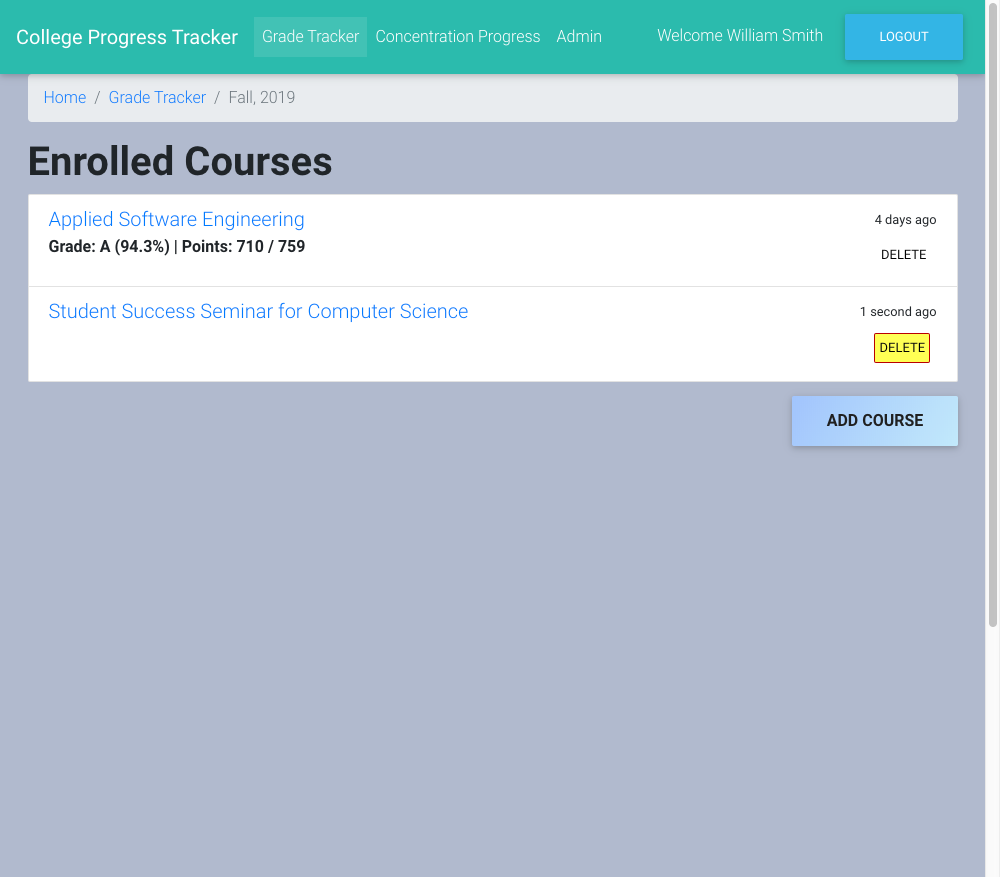 College Progress Tracker Grade Tracker Concentration Progress Admin Welcome William Smith LOGOUT
Home / Grade Tracker / Fall, 2019
Enrolled Courses
Applied Software Engineering 4 days ago
Grade: A (94.3%) | Points: 710 / 759
DELETE
Student Success Seminar for Computer Science 1 second ago
DELETE
ADD COURSE